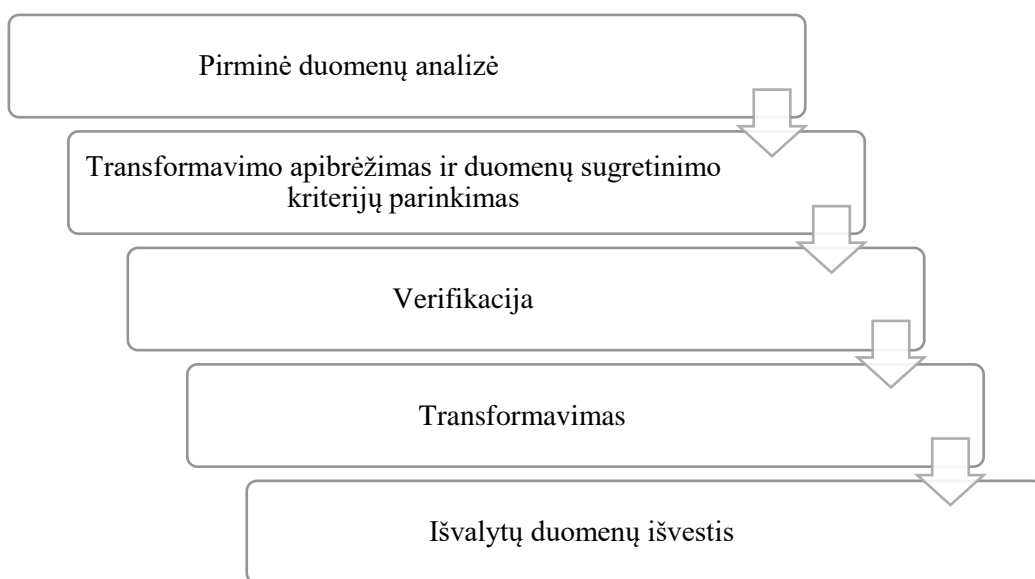 Pirminė duomenų analizė
Transformavimo apibrėžimas ir duomenų sugretinimo
kriterijų parinkimas
Verifikacija
Transformavimas
Išvalytų duomenų išvestis